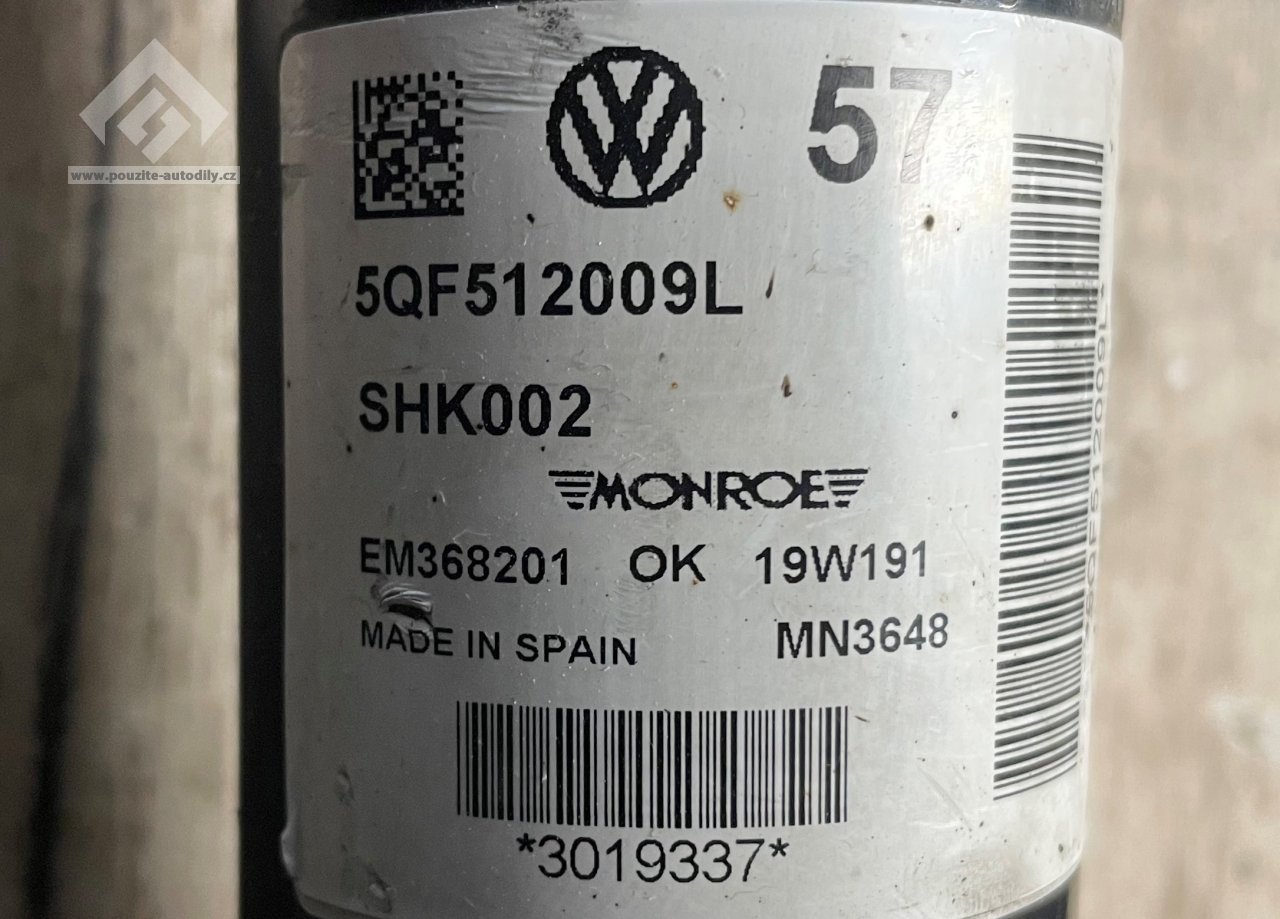 www.pouzite-autodily.cz
57
5QF512009L
SHK002
MONROE
EM368201 OK 19W191
MADE IN SPAIN MN3648
*3019337*
5QF512009L